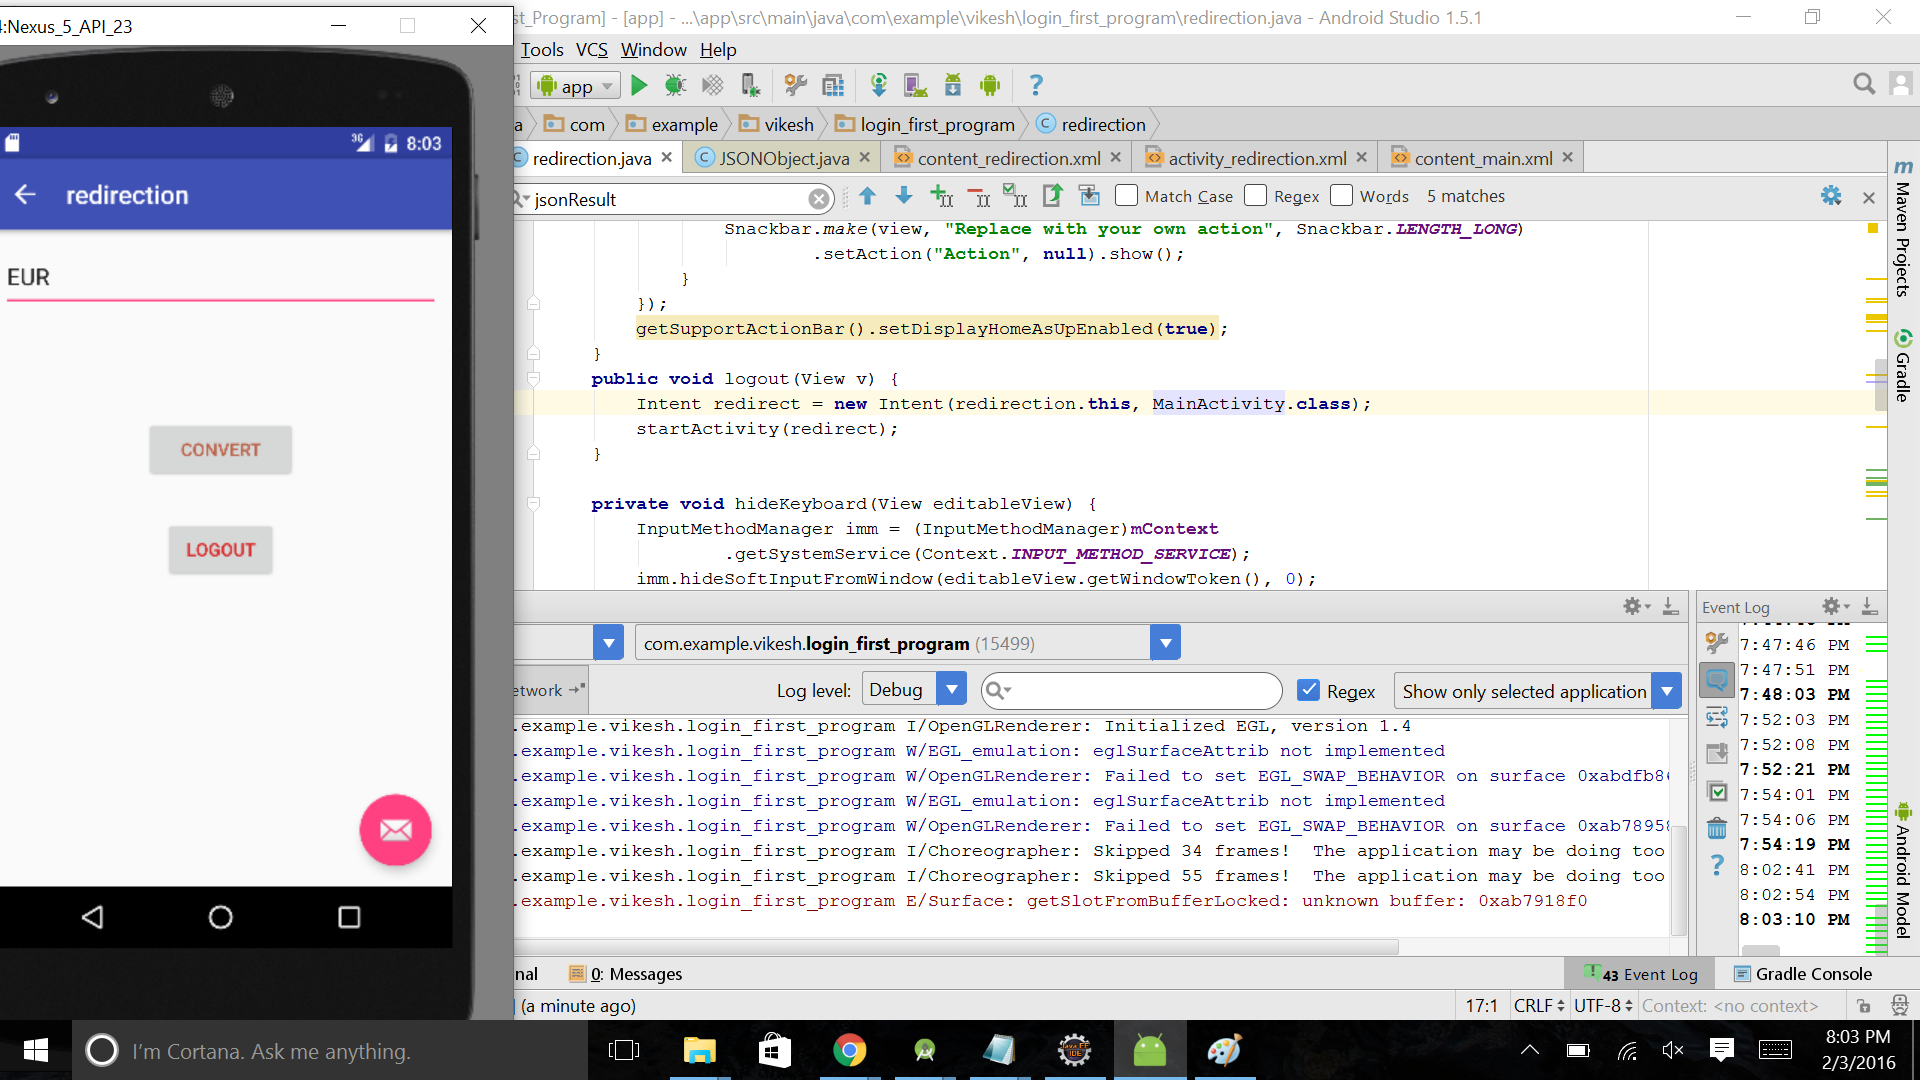 4:Nexus_5_API_23
st_Program] - [app] - ...\app\src\main\java\com\example\vikesh\login_first_program\redirection.java - Android Studio 1.5.1
Tools VCS Window Help
app
a com example vikesh login_first_program redirection
redirection.java JSONObject.java content_redirection.xml activity_redirection.xml content_main.xml
jsonResult Match Case Regex Words 5 matches
3G 8:03
redirection
EUR
CONVERT
LOGOUT
Snackbar.make(view, "Replace with your own action", Snackbar.LENGTH_LONG)
.setAction("Action", null).show();
}
});
getSupportActionBar().setDisplayHomeAsUpEnabled(true);
}
public void logout(View v) {
Intent redirect = new Intent(redirection.this, MainActivity.class);
startActivity(redirect);
}
private void hideKeyboard(View editableView) {
InputMethodManager imm = (InputMethodManager)mContext
.getSystemService(Context.INPUT_METHOD_SERVICE);
imm.hideSoftInputFromWindow(editableView.getWindowToken(), 0);
m Maven Projects
Gradle
Android Model
com.example.vikesh.login_first_program (15499)
etwork Log level: Debug Regex Show only selected application
.example.vikesh.login_first_program I/OpenGLRenderer: Initialized EGL, version 1.4
.example.vikesh.login_first_program W/EGL_emulation: eglSurfaceAttrib not implemented
.example.vikesh.login_first_program W/OpenGLRenderer: Failed to set EGL_SWAP_BEHAVIOR on surface 0xabdfb8
.example.vikesh.login_first_program W/EGL_emulation: eglSurfaceAttrib not implemented
.example.vikesh.login_first_program W/OpenGLRenderer: Failed to set EGL_SWAP_BEHAVIOR on surface 0xab7895
.example.vikesh.login_first_program I/Choreographer: Skipped 34 frames!  The application may be doing too
.example.vikesh.login_first_program I/Choreographer: Skipped 55 frames!  The application may be doing too
.example.vikesh.login_first_program E/Surface: getSlotFromBufferLocked: unknown buffer: 0xab7918f0
Event Log
7:47:46 PM
7:47:51 PM
7:48:03 PM
7:52:03 PM
7:52:08 PM
7:52:21 PM
7:54:01 PM
7:54:06 PM
7:54:19 PM
8:02:41 PM
8:02:54 PM
8:03:10 PM
nal 0: Messages 43 Event Log Gradle Console
(a minute ago) 17:1 CRLF UTF-8 Context: <no context>
I'm Cortana. Ask me anything.
Java EE
IDE
8:03 PM
2/3/2016